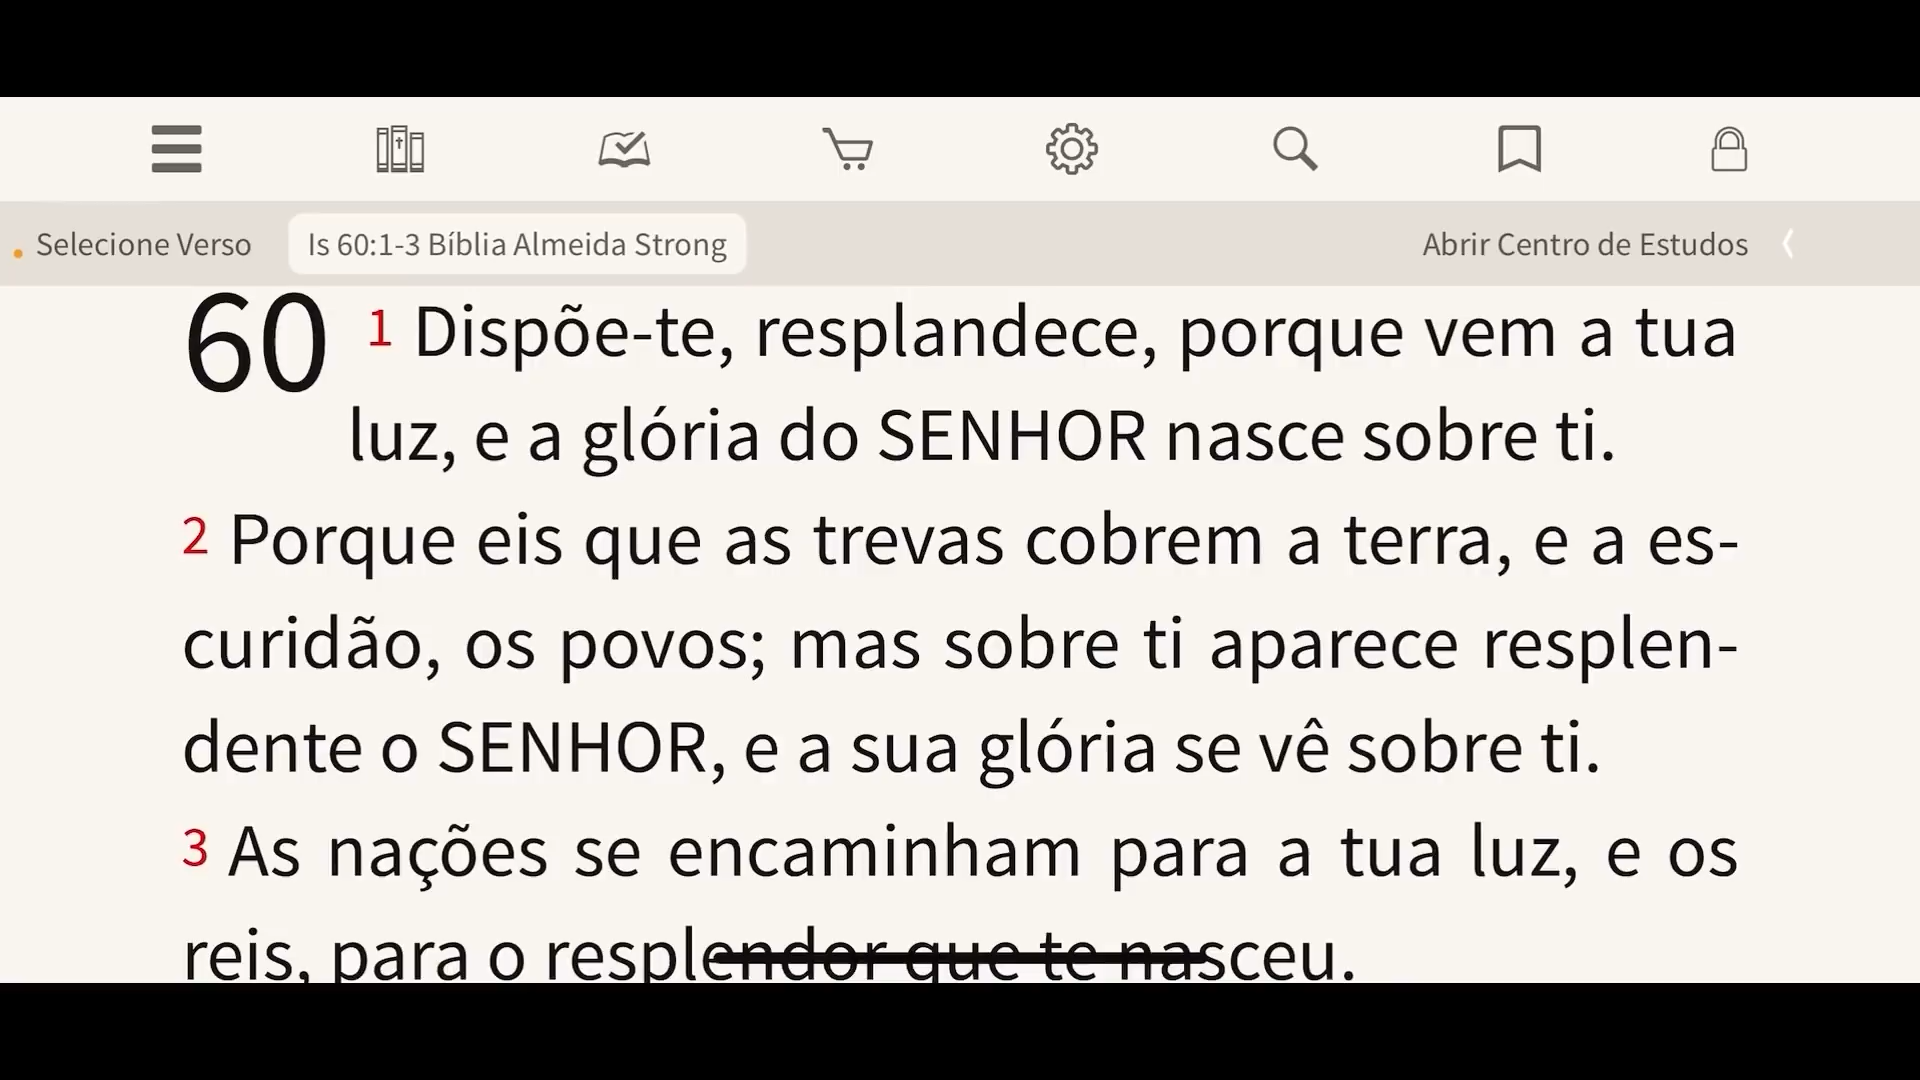 Selecione Verso
Is 60:1-3 Bíblia Almeida Strong
Abrir Centro de Estudos
60 1 Dispõe-te, resplandece, porque vem a tua
luz, e a glória do SENHOR nasce sobre ti.
2 Porque eis que as trevas cobrem a terra, e a es-
curidão, os povos; mas sobre ti aparece resplen-
dente o SENHOR, e a sua glória se vê sobre ti.
3 As nações se encaminham para a tua luz, e os
reis, para o resplendor que te nasceu.